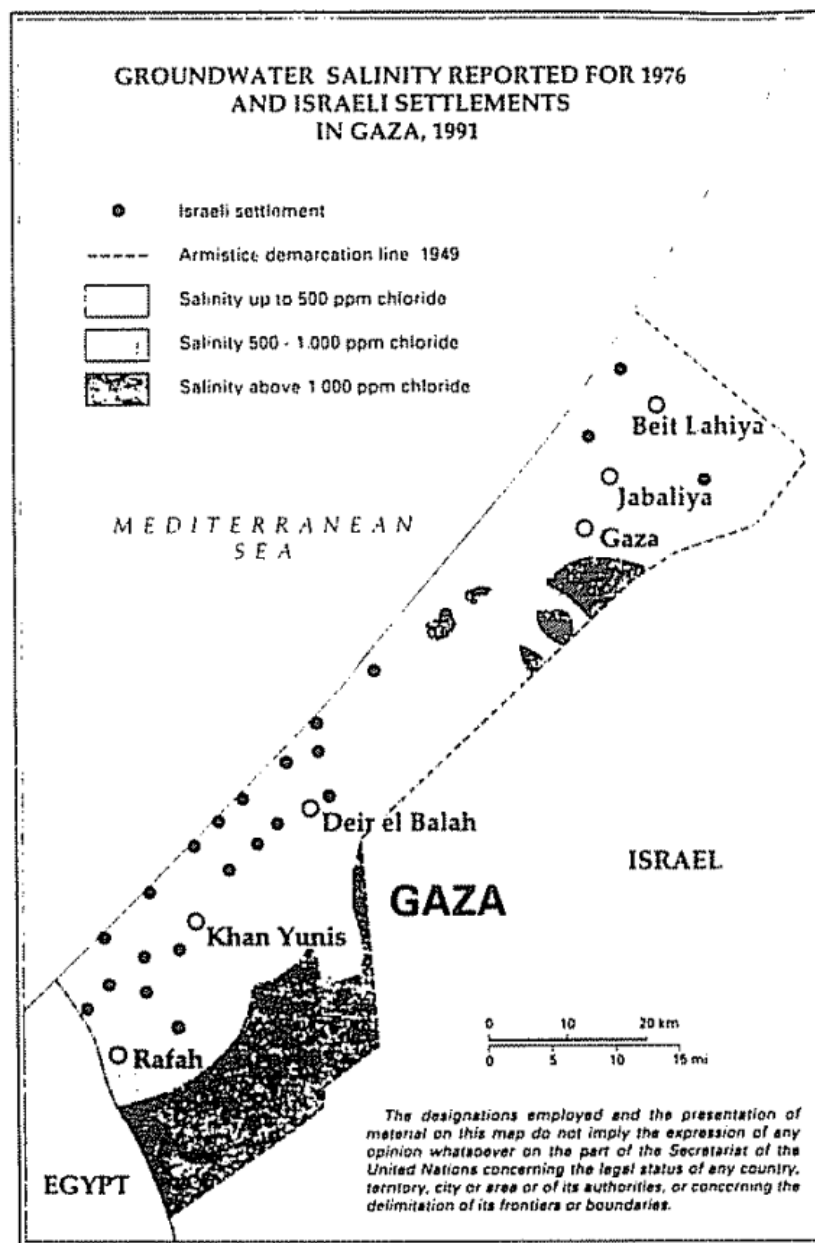 GROUNDWATER SALINITY REPORTED FOR 1976
AND ISRAELI SETTLEMENTS
IN GAZA, 1991
Israeli settlement
Armistice demarcation line 1949
Salinity up to 500 ppm chloride
Salinity 500 - 1.000 ppm chloride
Salinity above 1 000 ppm chloride
Beit Lahiya
Jabaliya
MEDITERRANEAN
SEA
Gaza
Deir el Balah
ISRAEL
GAZA
Khan Yunis
0 10 20 km
0 5 10 15 mi
Rafah
EGYPT
The designations employed and the presentation of
material on this map do not imply the expression of any
opinion whatsoever on the part of the Secretariat of the
United Nations concerning the legal status of any country,
territory, city or area or of its authorities, or concerning the
delimitation of its frontiers or boundaries.